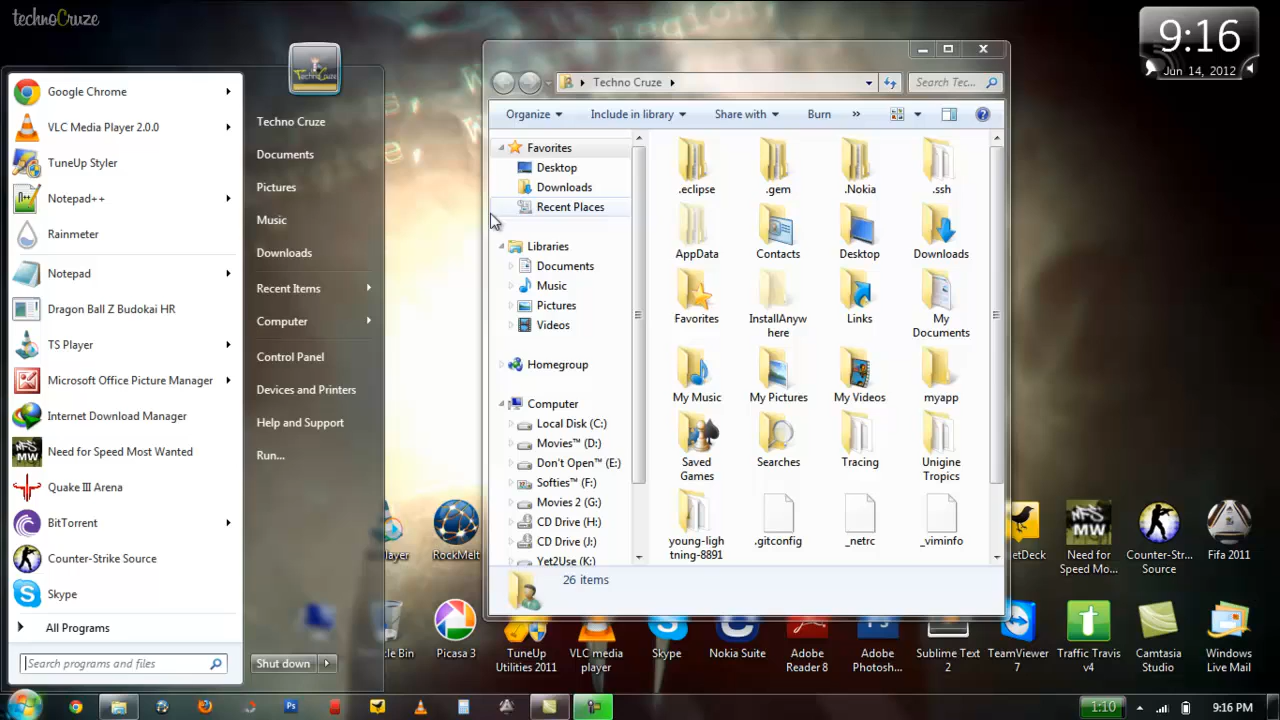 technoCruze
9:16
Jun 14, 2012
Google Chrome
VLC Media Player 2.0.0
TuneUp Styler
Notepad++
Rainmeter
Notepad
Dragon Ball Z Budokai HR
TS Player
Microsoft Office Picture Manager
Internet Download Manager
Need for Speed Most Wanted
Quake III Arena
BitTorrent
Counter-Strike Source
Skype
All Programs
Search programs and files
Techno Cruze
Documents
Pictures
Music
Downloads
Recent Items
Computer
Control Panel
Devices and Printers
Help and Support
Run...
Shut down
Techno Cruze
Search Tec...
Organize
Include in library
Share with
Burn
»
Favorites
Desktop
Downloads
Recent Places
Libraries
Documents
Music
Pictures
Videos
Homegroup
Computer
Local Disk (C:)
Movies™ (D:)
Don't Open™ (E:)
Softies™ (F:)
Movies 2 (G:)
CD Drive (H:)
CD Drive (J:)
Yet2Use (K:)
.eclipse
.gem
.Nokia
.ssh
AppData
Contacts
Desktop
Downloads
Favorites
InstallAnyw
here
Links
My
Documents
My Music
My Pictures
My Videos
myapp
Saved
Games
Searches
Tracing
Unigine
Tropics
young-ligh
tning-8891
.gitconfig
_netrc
_viminfo
26 items
ayer
RockMelt
etDeck
Need for
Speed Mo...
Counter-Str...
Source
Fifa 2011
cle Bin
Picasa 3
TuneUp
Utilities 2011
VLC media
player
Skype
Nokia Suite
Adobe
Reader 8
Adobe
Photosh...
Sublime Text
2
TeamViewer
7
Traffic Travis
v4
Camtasia
Studio
Windows
Live Mail
1:10
9:16 PM